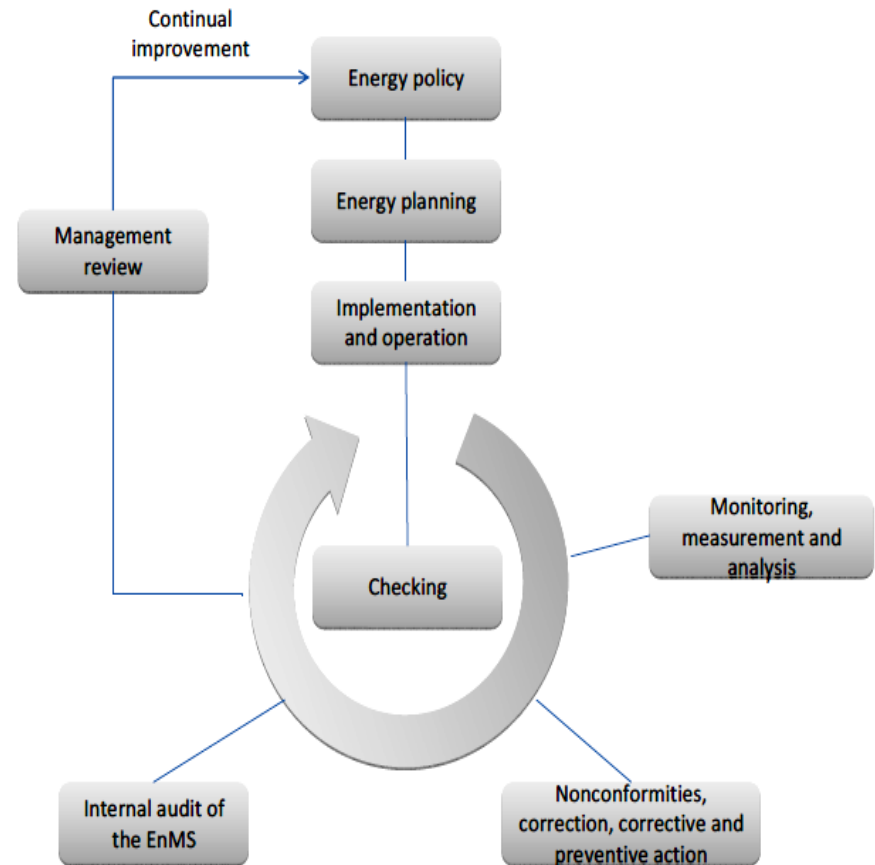 Continual
improvement
Energy policy
Energy planning
Management
review
Implementation
and operation
Monitoring,
measurement and
analysis
Checking
Internal audit of
the EnMS
Nonconformities,
correction, corrective and
preventive action